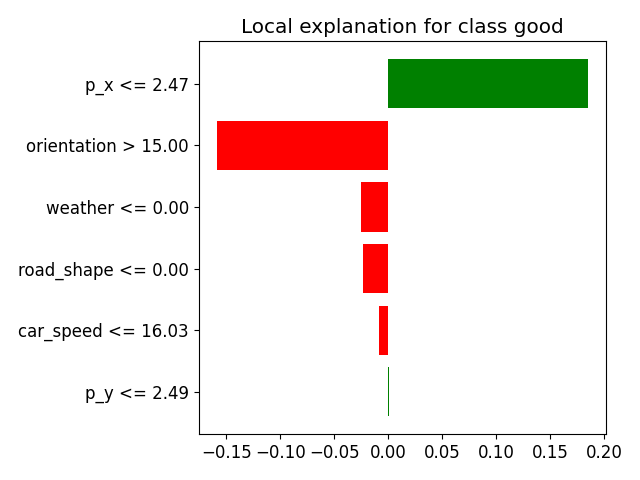 Local explanation for class good
p_x <= 2.47
orientation > 15.00
weather <= 0.00
road_shape <= 0.00
car_speed <= 16.03
p_y <= 2.49
−0.15 −0.10 −0.05 0.00 0.05 0.10 0.15 0.20